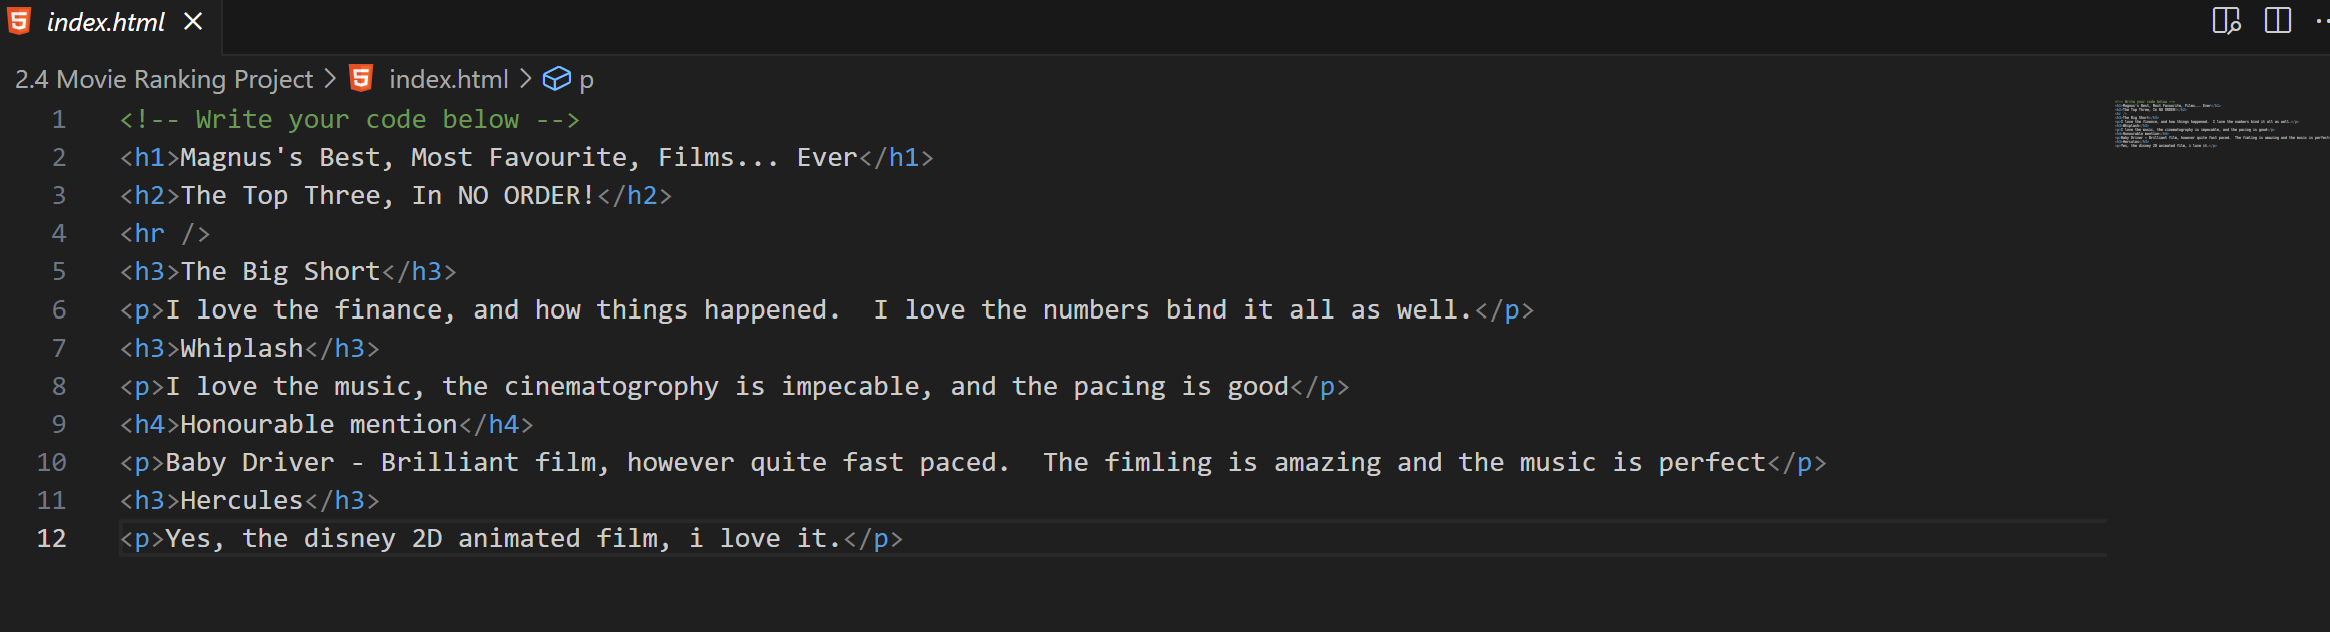 index.html
2.4 Movie Ranking Project > index.html > p
1 <!-- Write your code below -->
2 <h1>Magnus's Best, Most Favourite, Films... Ever</h1>
3 <h2>The Top Three, In NO ORDER!</h2>
4 <hr />
5 <h3>The Big Short</h3>
6 <p>I love the finance, and how things happened.  I love the numbers bind it all as well.</p>
7 <h3>Whiplash</h3>
8 <p>I love the music, the cinematogrophy is impecable, and the pacing is good</p>
9 <h4>Honourable mention</h4>
10 <p>Baby Driver - Brilliant film, however quite fast paced.  The fimling is amazing and the music is perfect</p>
11 <h3>Hercules</h3>
12 <p>Yes, the disney 2D animated film, i love it.</p>